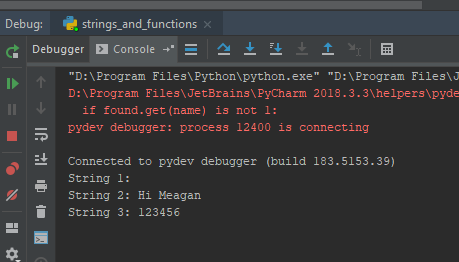 Debug: strings_and_functions
Debugger Console
"D:\Program Files\Python\python.exe" "D:\Program Files\J
D:\Program Files\JetBrains\PyCharm 2018.3.3\helpers\pyde
if found.get(name) is not 1:
pydev debugger: process 12400 is connecting
Connected to pydev debugger (build 183.5153.39)
String 1:
String 2: Hi Meagan
String 3: 123456